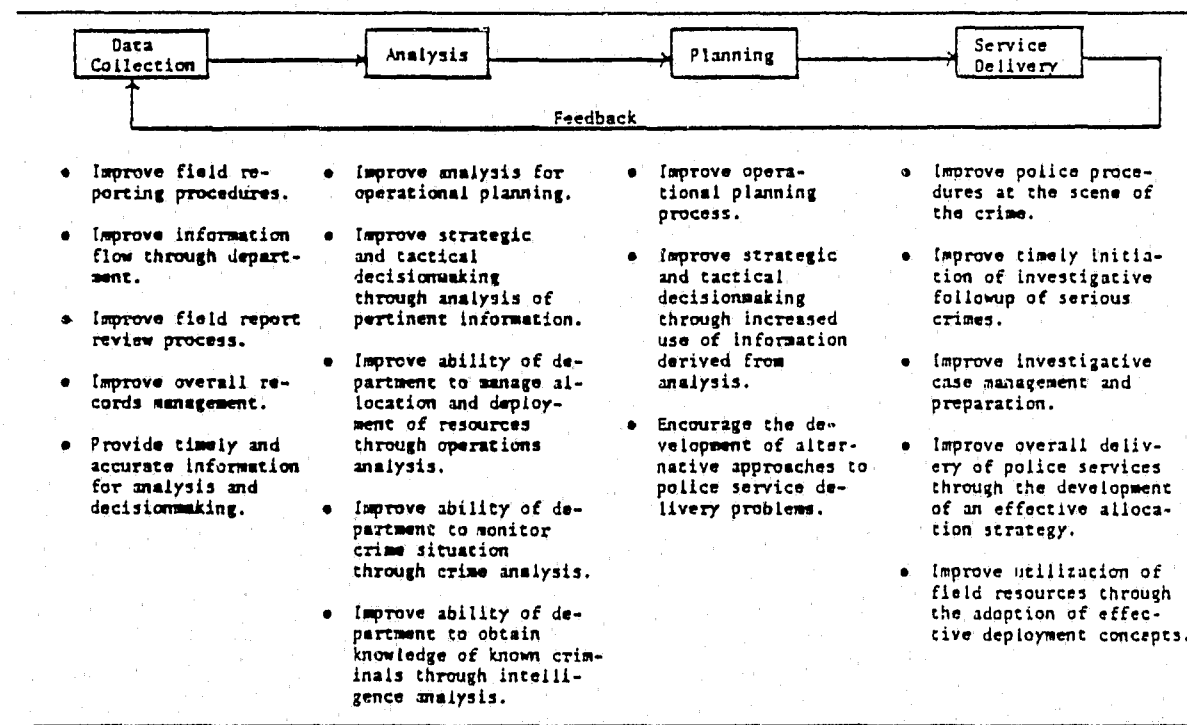 Data
Collection
Analysis
Planning
Service
Delivery
Feedback
• Improve field re-
porting procedures.
• Improve information
flow through depart-
ment.
• Improve field report
review process.
• Improve overall re-
cords management.
• Provide timely and
accurate information
for analysis and
decisionmaking.
• Improve analysis for
operational planning.
• Improve strategic
and tactical
decisionmaking
through analysis of
pertinent information.
• Improve ability of de-
partment to manage al-
location and deploy-
ment of resources
through operations
analysis.
• Improve ability of de-
partment to monitor
crime situation
through crime analysis.
• Improve ability of de-
partment to obtain
knowledge of known crim-
inals through intelli-
gence analysis.
• Improve opera-
tional planning
process.
• Improve strategic
and tactical
decisionmaking
through increased
use of information
derived from
analysis.
• Encourage the de-
velopment of alter-
native approaches to
police service de-
livery problems.
• Improve police proce-
dures at the scene of
the crime.
• Improve timely initia-
tion of investigative
followup of serious
crimes.
• Improve investigative
case management and
preparation.
• Improve overall deliv-
ery of police services
through the development
of an effective alloca-
tion strategy.
• Improve utilization of
field resources through
the adoption of effec-
tive deployment concepts.